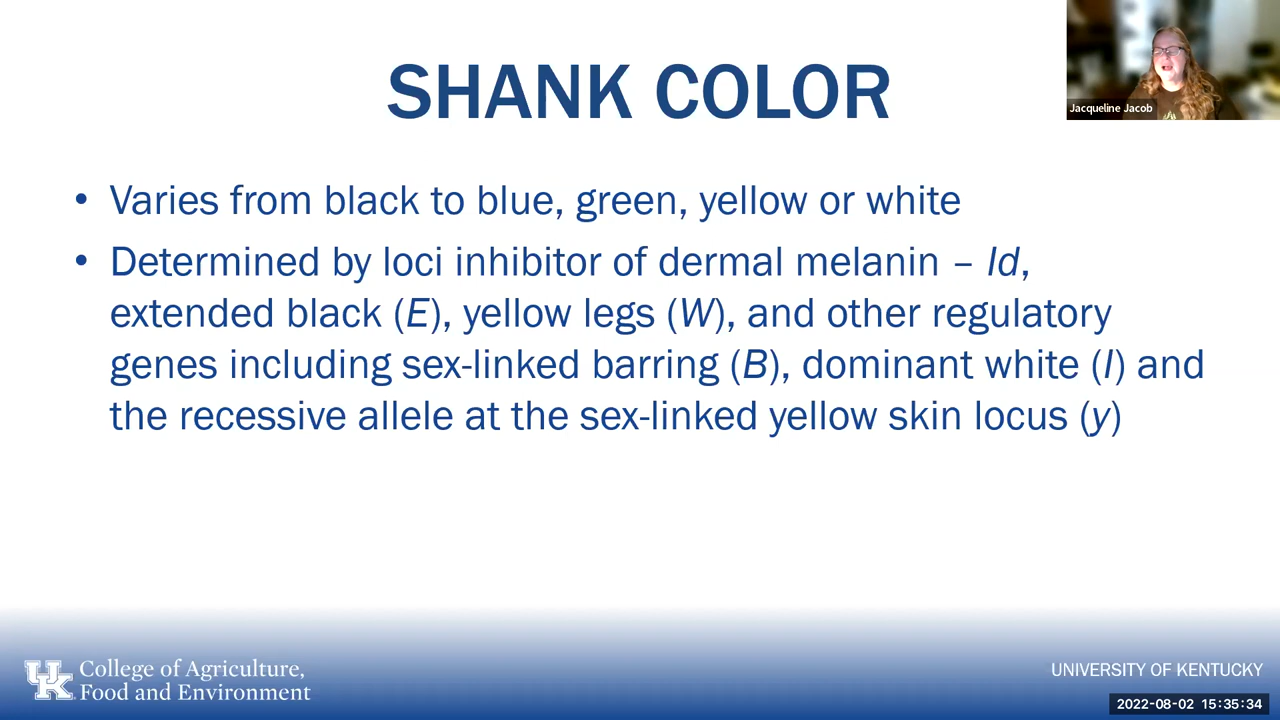 SHANK COLOR
Jacqueline Jacob
• Varies from black to blue, green, yellow or white
• Determined by loci inhibitor of dermal melanin – Id,
extended black (E), yellow legs (W), and other regulatory
genes including sex-linked barring (B), dominant white (I) and
the recessive allele at the sex-linked yellow skin locus (y)
UK
College of Agriculture,
Food and Environment
UNIVERSITY OF KENTUCKY
2022-08-02 15:35:34